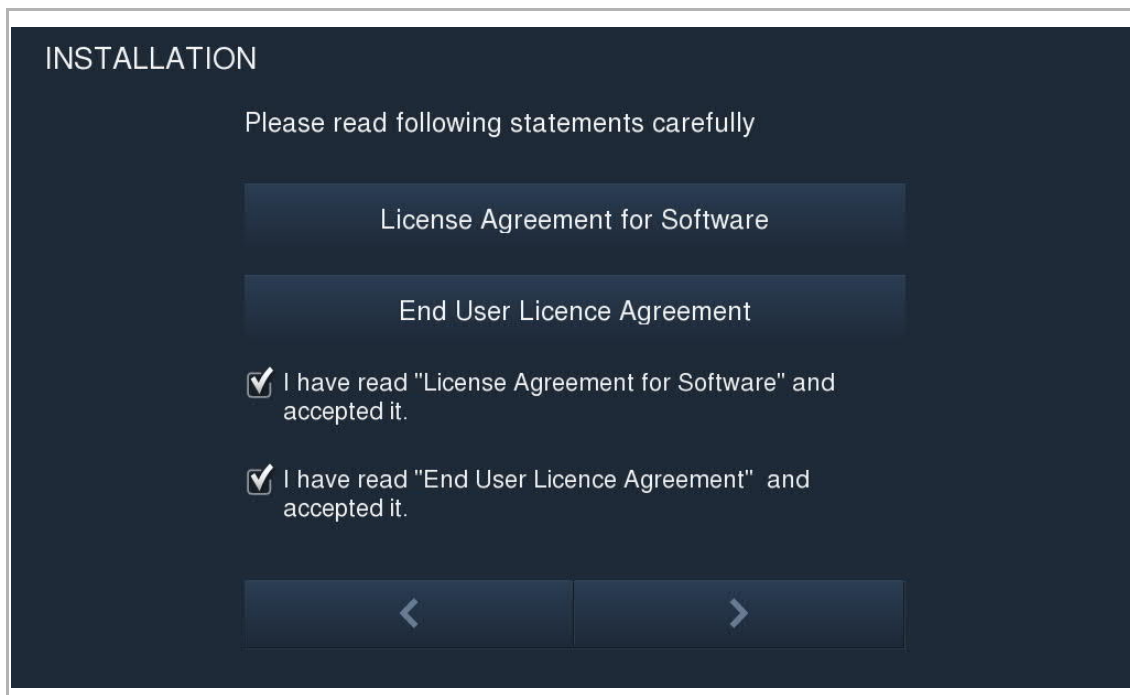 INSTALLATION
Please read following statements carefully
License Agreement for Software
End User Licence Agreement
I have read "License Agreement for Software" and
accepted it.
I have read "End User Licence Agreement"  and
accepted it.